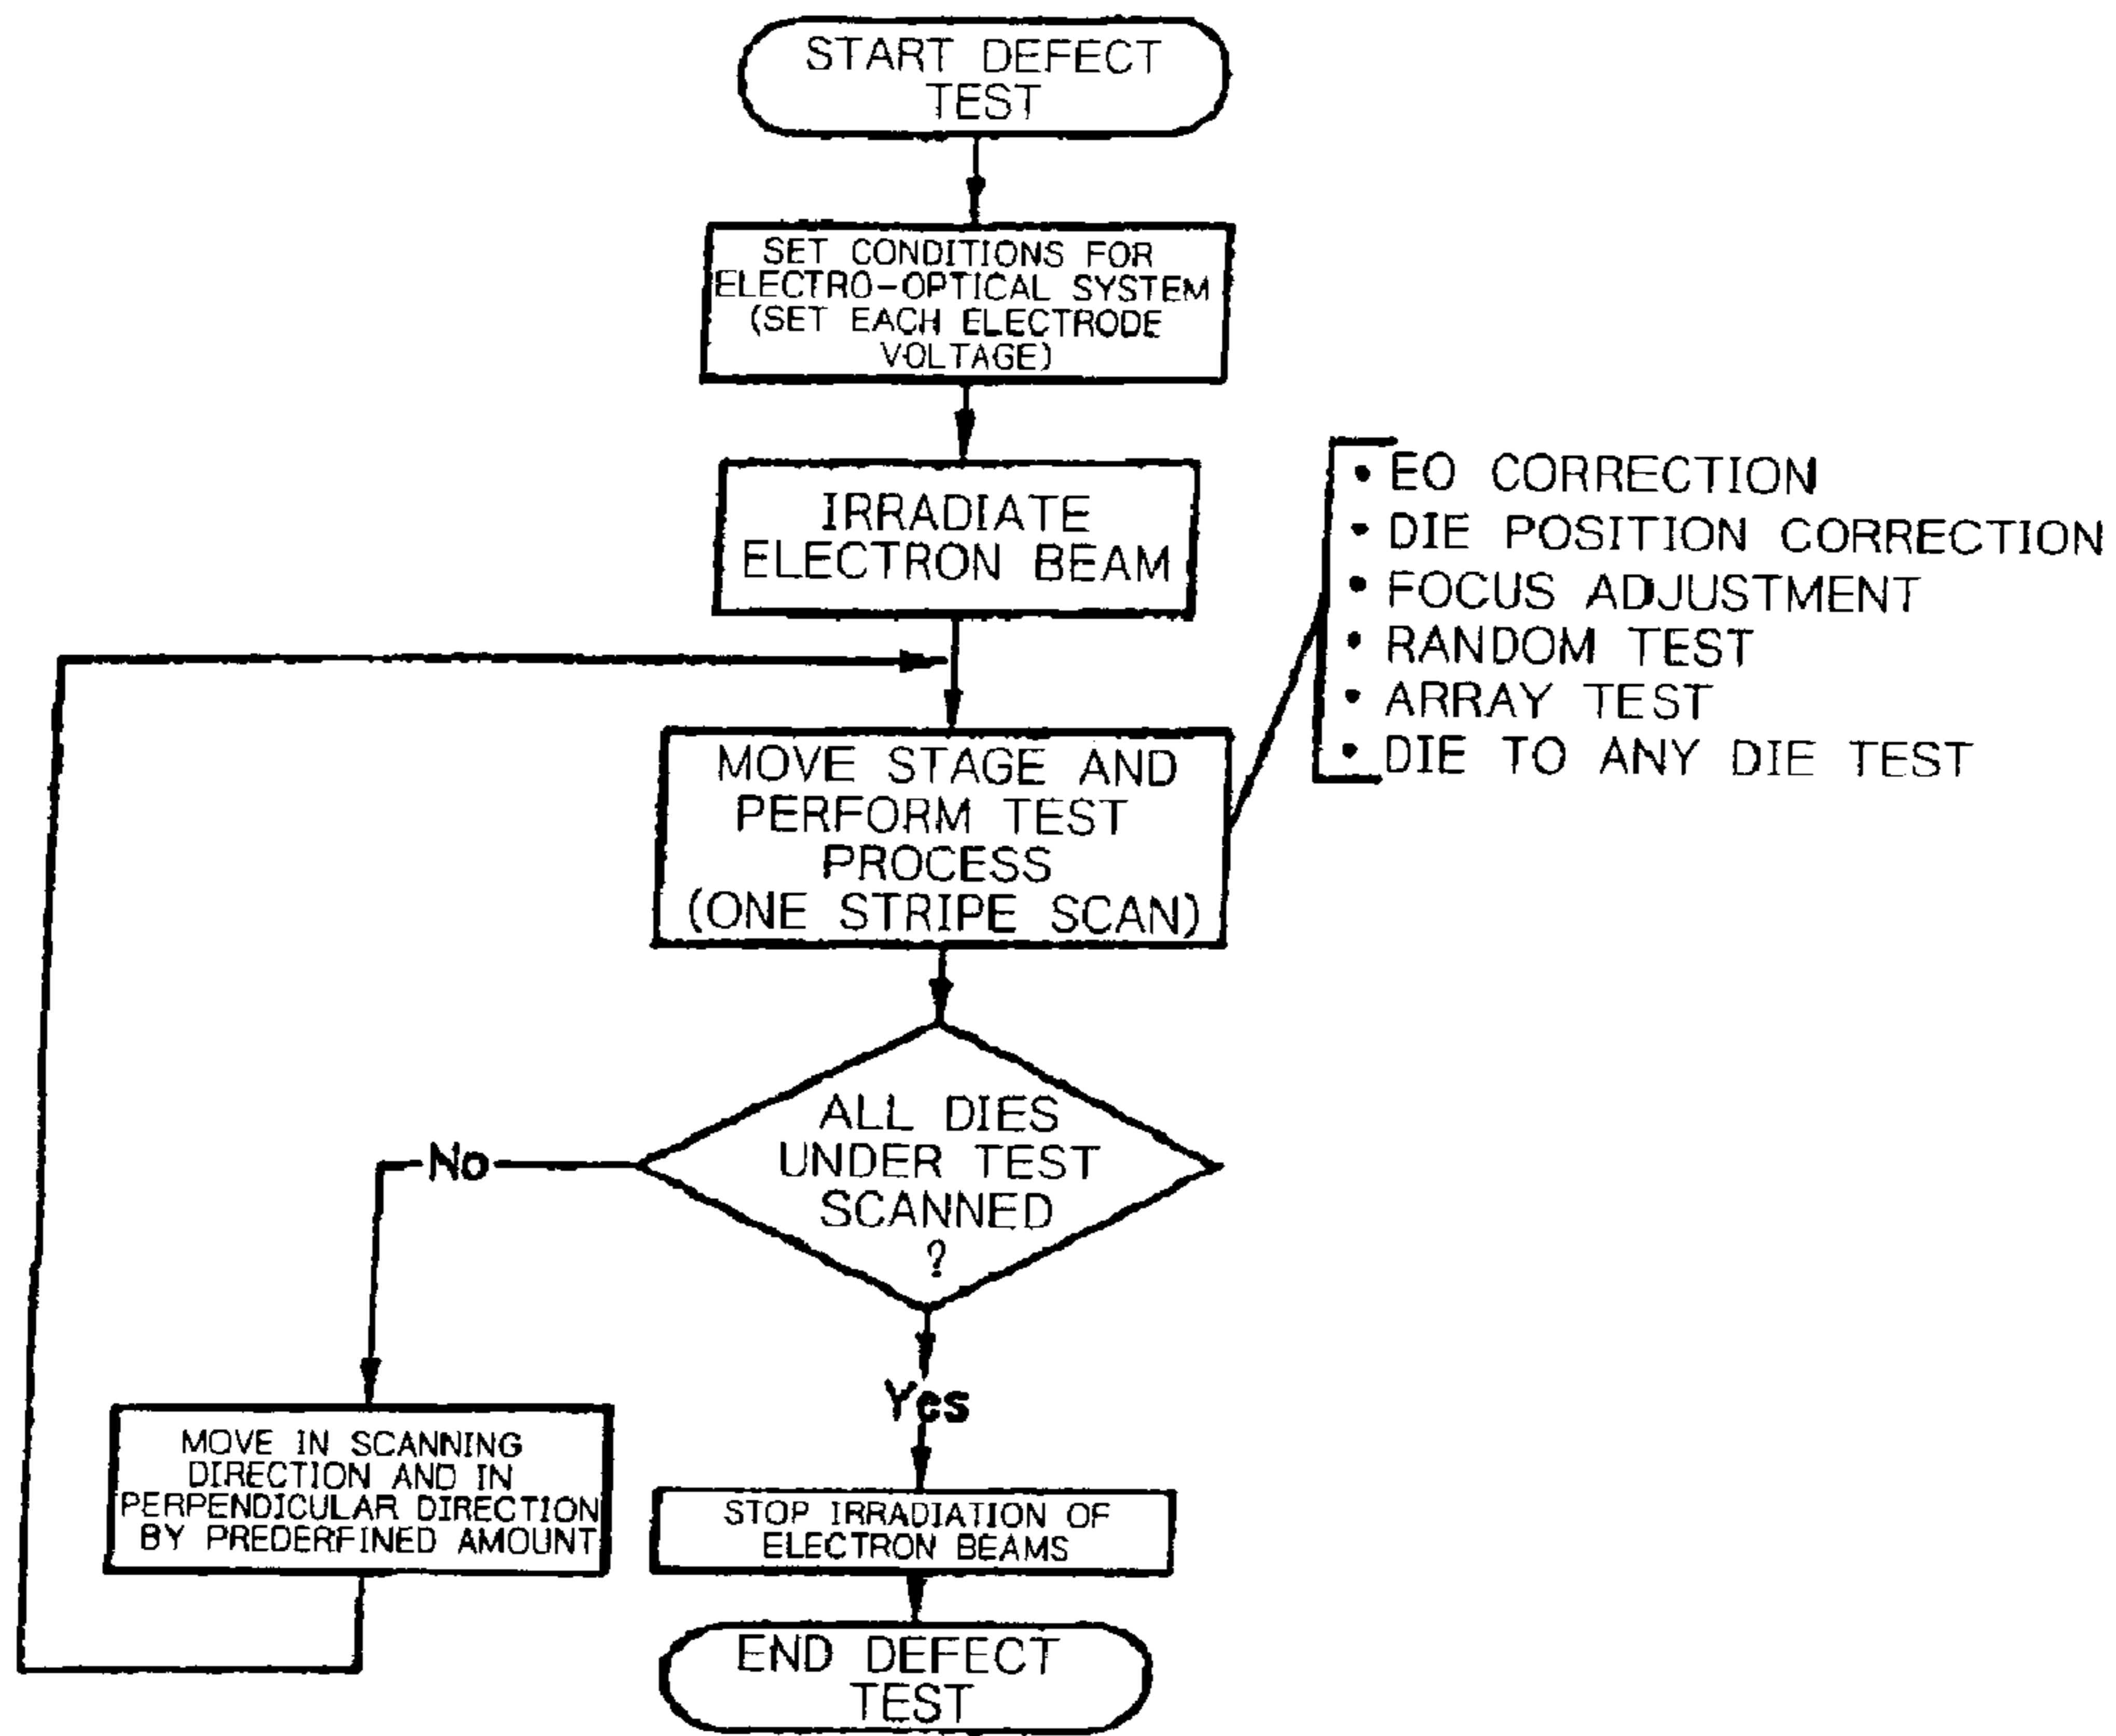 START DEFECT
TEST
SET CONDITIONS FOR
ELECTRO-OPTICAL SYSTEM
(SET EACH ELECTRODE
VOLTAGE)
IRRADIATE
ELECTRON BEAM
• EO CORRECTION
• DIE POSITION CORRECTION
• FOCUS ADJUSTMENT
• RANDOM TEST
• ARRAY TEST
• DIE TO ANY DIE TEST
MOVE STAGE AND
PERFORM TEST
PROCESS
(ONE STRIPE SCAN)
ALL DIES
UNDER TEST
SCANNED
?
No
Yes
MOVE IN SCANNING
DIRECTION AND IN
PERPENDICULAR DIRECTION
BY PREDERFINED AMOUNT
STOP IRRADIATION OF
ELECTRON BEAMS
END DEFECT
TEST